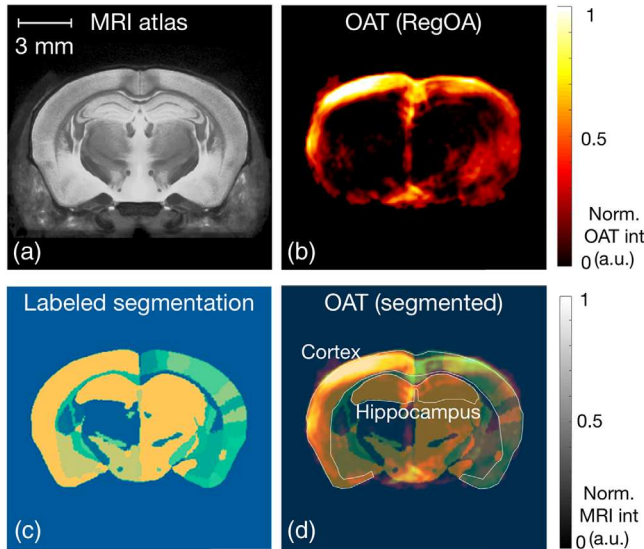 MRI atlas
3 mm
(a)
OAT (RegOA)
(b)
1
0.5
Norm.
OAT int
0 (a.u.)
Labeled segmentation
(c)
OAT (segmented)
Cortex
Hippocampus
(d)
1
0.5
Norm.
MRI int
0 (a.u.)